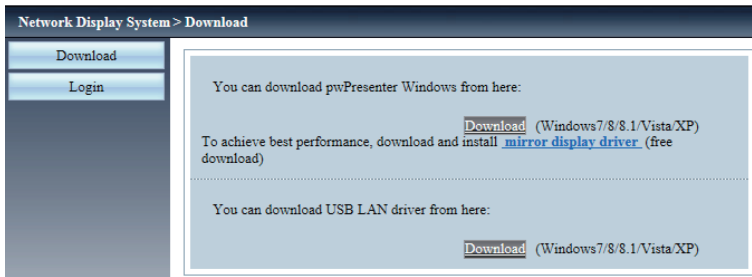 Network Display System > Download
Download
Login
You can download pwPresenter Windows from here:
Download (Windows7/8/8.1/Vista/XP)
To achieve best performance, download and install mirror display driver (free
download)
You can download USB LAN driver from here:
Download (Windows7/8/8.1/Vista/XP)